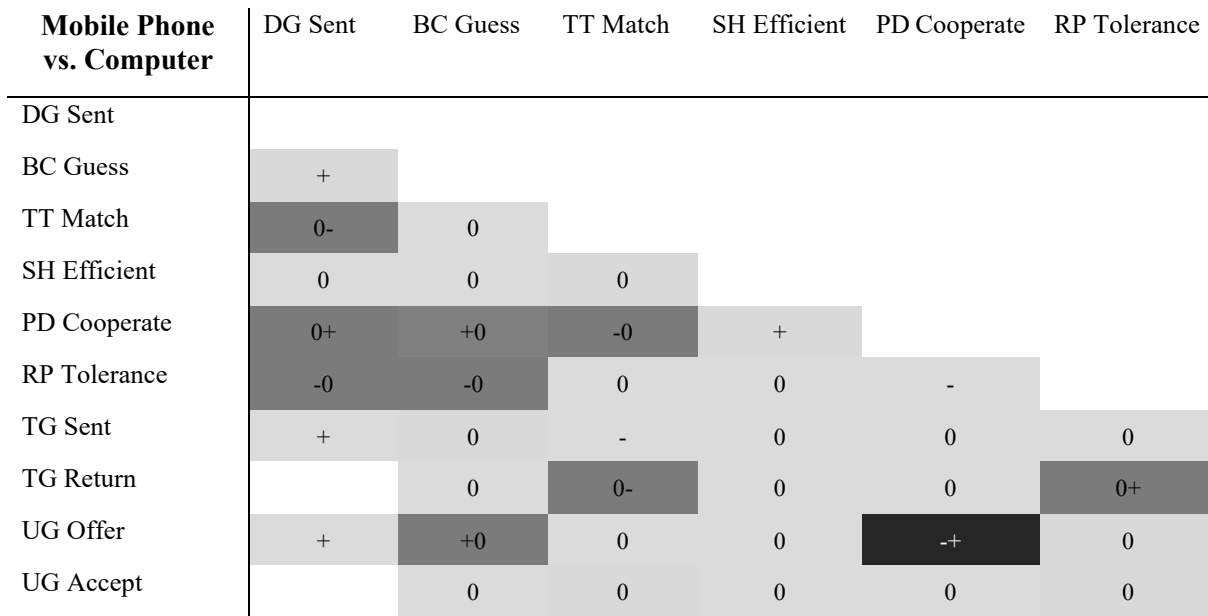 Mobile Phone vs. Computer DG Sent BC Guess TT Match SH Efficient PD Cooperate RP Tolerance
DG Sent
BC Guess +
TT Match 0- 0
SH Efficient 0 0 0
PD Cooperate 0+ +0 -0 +
RP Tolerance -0 -0 0 0 -
TG Sent + 0 - 0 0 0
TG Return 0 0- 0 0 0+
UG Offer + +0 0 0 -+ 0
UG Accept 0 0 0 0 0